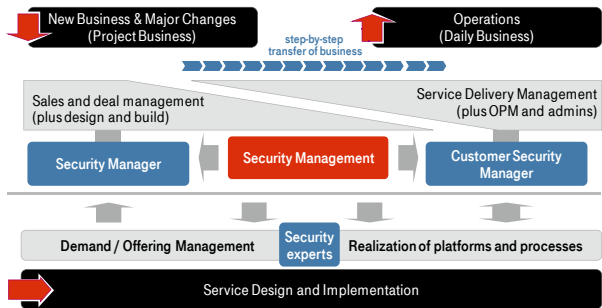 New Business & Major Changes
(Project Business)
Operations
(Daily Business)
step-by-step
transfer of business
Sales and deal management
(plus design and build)
Service Delivery Management
(plus OPM and admins)
Security Manager
Security Management
Customer Security
Manager
Demand / Offering Management
Security
experts
Realization of platforms and processes
Service Design and Implementation